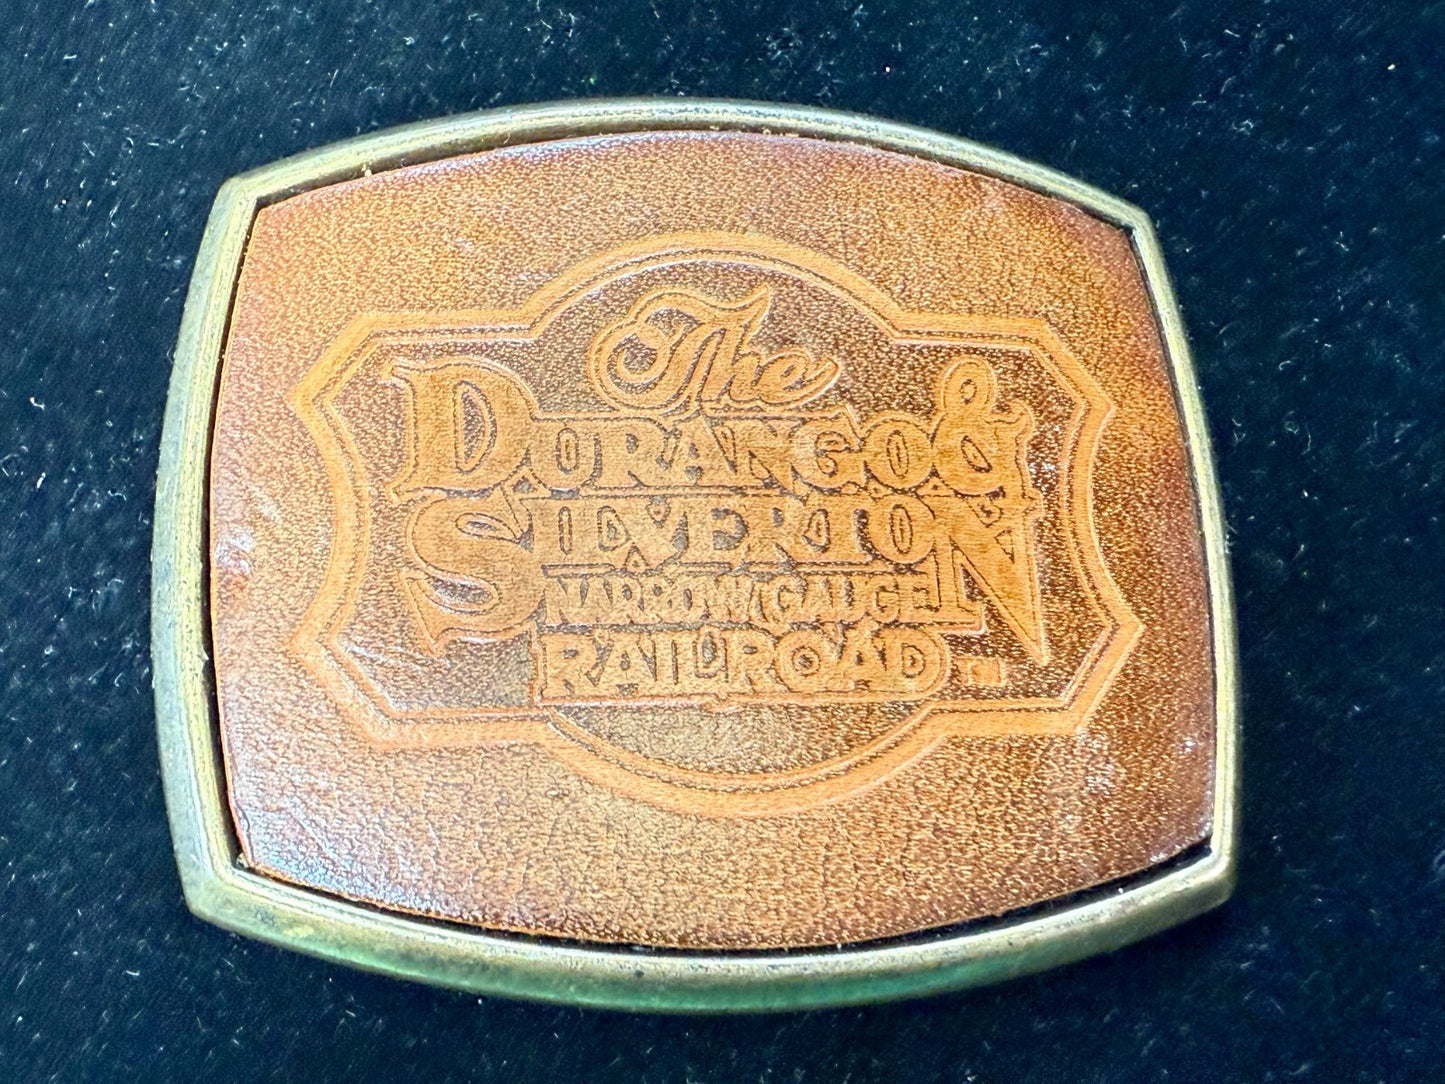 The
DURANGO &
SILVERTON
NARROW GAUGE
RAILROAD